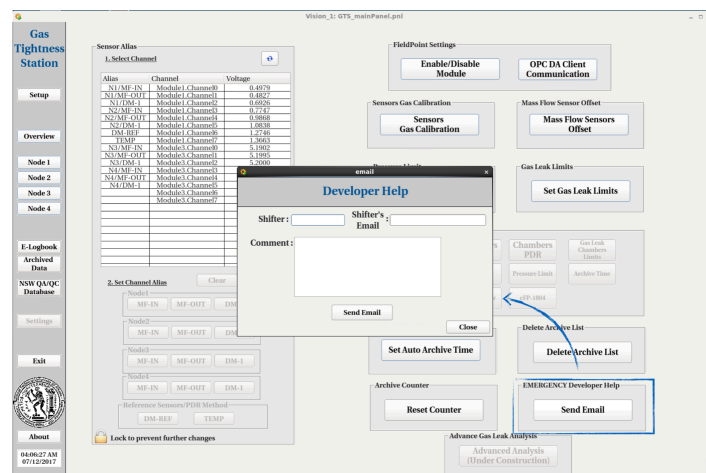 Vision_1: GTS_mainPanel.pnl
Gas
Tightness
Station
Setup
Overview
Node 1
Node 2
Node 3
Node 4
E-Logbook
Archived
Data
NSW QA/QC
Database
Settings
Exit
About
04:06:27 AM
07/12/2017
Sensor Alias
1. Select Channel
Alias Channel Voltage
N1/MF-IN Module1.Channel0 0.4979
N1/MF-OUT Module1.Channel1 0.4827
N1/DM-1 Module1.Channel2 0.6926
N2/MF-IN Module1.Channel3 0.7747
N2/MF-OUT Module1.Channel4 0.9868
N2/DM-1 Module1.Channel5 1.0838
DM-REF Module1.Channel6 1.2746
TEMP Module1.Channel7 1.3663
N3/MF-IN Module3.Channel0 5.1902
N3/MF-OUT Module3.Channel1 5.1995
N3/DM-1 Module3.Channel2 5.2000
N4/MF-IN Module3.Channel3
N4/MF-OUT Module3.Channel4
N4/DM-1 Module3.Channel5
Module3.Channel6
Module3.Channel7
2. Set Channel Alias
Clear
Node1
MF-IN MF-OUT DM
Node2
MF-IN MF-OUT DM
Node3
MF-IN MF-OUT DM-1
Node4
MF-IN MF-OUT DM-1
Reference Sensors/PDR Method
DM-REF TEMP
Lock to prevent further changes
FieldPoint Settings
Enable/Disable
Module
OPC DA Client
Communication
Sensors Gas Calibration
Sensors
Gas Calibration
Mass Flow Sensor Offset
Mass Flow Sensors
Offset
Gas Leak Limits
Set Gas Leak Limits
Chambers
PDR
Gas Leak
Chambers
Limits
Pressure Limit
Archive Time
eFP-1804
email
Developer Help
Shifter :
Shifter's
Email :
Comment :
Send Email
Close
Set Auto Archive Time
Delete Archive List
Delete Archive List
Archive Counter
Reset Counter
EMERGENCY Developer Help
Send Email
Advance Gas Leak Analysis
Advanced Analysis
(Under Construction)